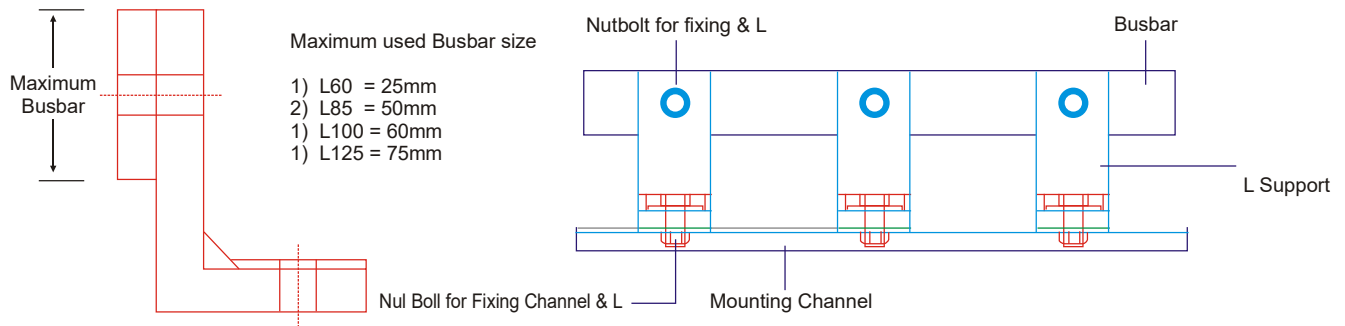 Maximum
Busbar
Maximum used Busbar size
1) L60 = 25mm
2) L85 = 50mm
1) L100 = 60mm
1) L125 = 75mm
Nutbolt for fixing & L
Busbar
L Support
Nul Boll for Fixing Channel & L
Mounting Channel